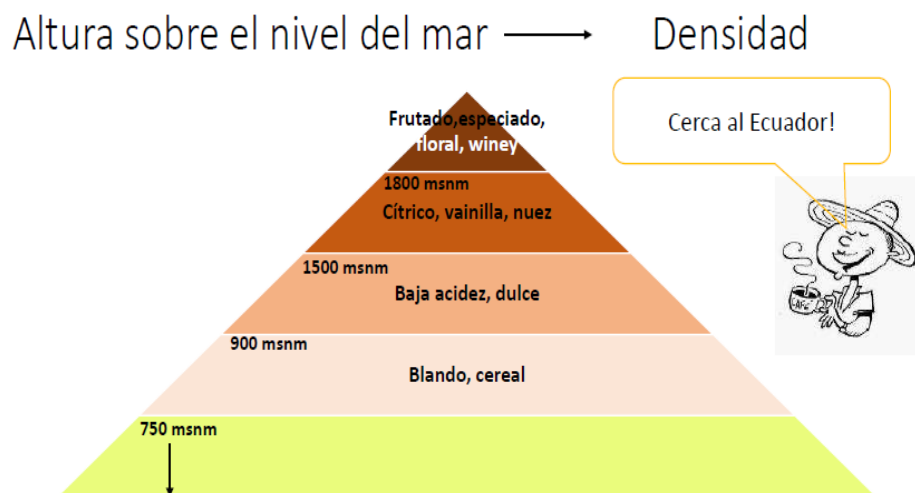 Altura sobre el nivel del mar
Densidad
Cerca al Ecuador!
Frutado,especiado,
floral, winey
1800 msnm
Cítrico, vainilla, nuez
1500 msnm
Baja acidez, dulce
900 msnm
Blando, cereal
750 msnm
CAFÉ